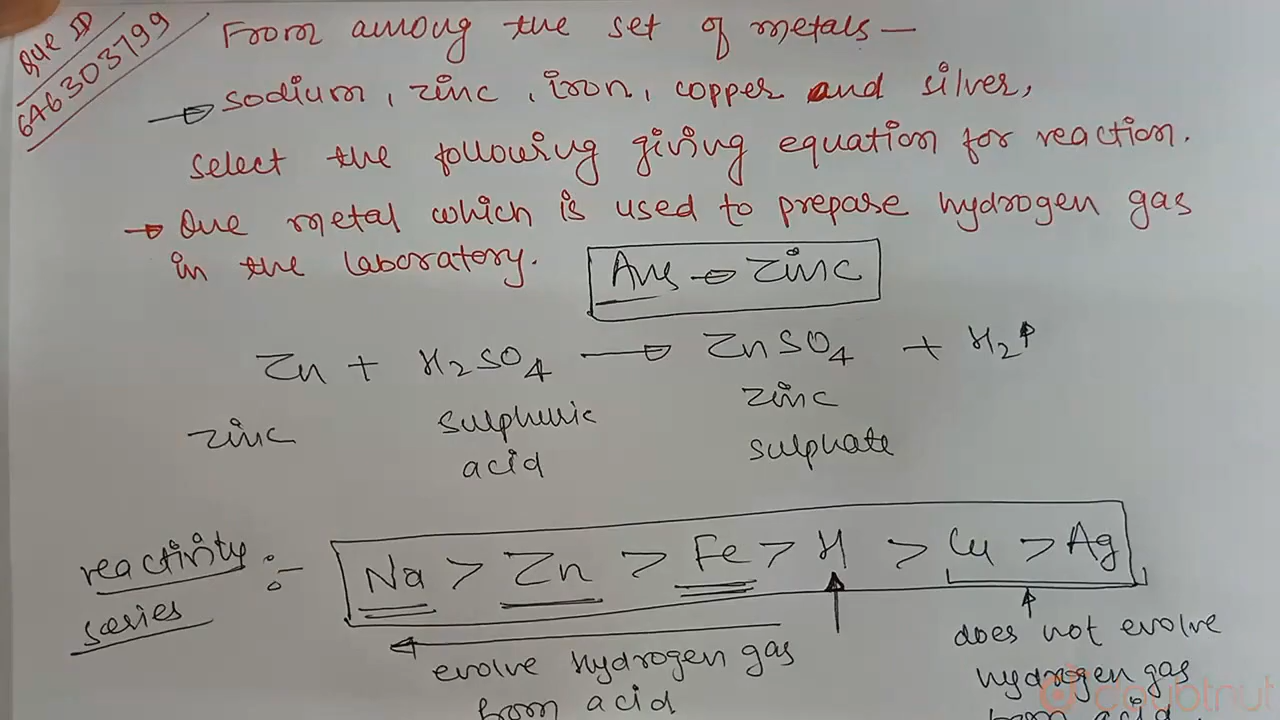 Que ID
646303799
From among the set of metals —
→ sodium, zinc, iron, copper and silver,
select the following giving equation for reaction.
→ One metal which is used to prepare hydrogen gas
in the laboratory.
Ans → zinc
Zn + H₂SO₄ → ZnSO₄ + H₂↑
zinc sulphuric acid zinc sulphate
reactivity series :- Na > Zn > Fe > H > Cu > Ag
evolve hydrogen gas
from acid
does not evolve
hydrogen gas
from acid
doubtnut